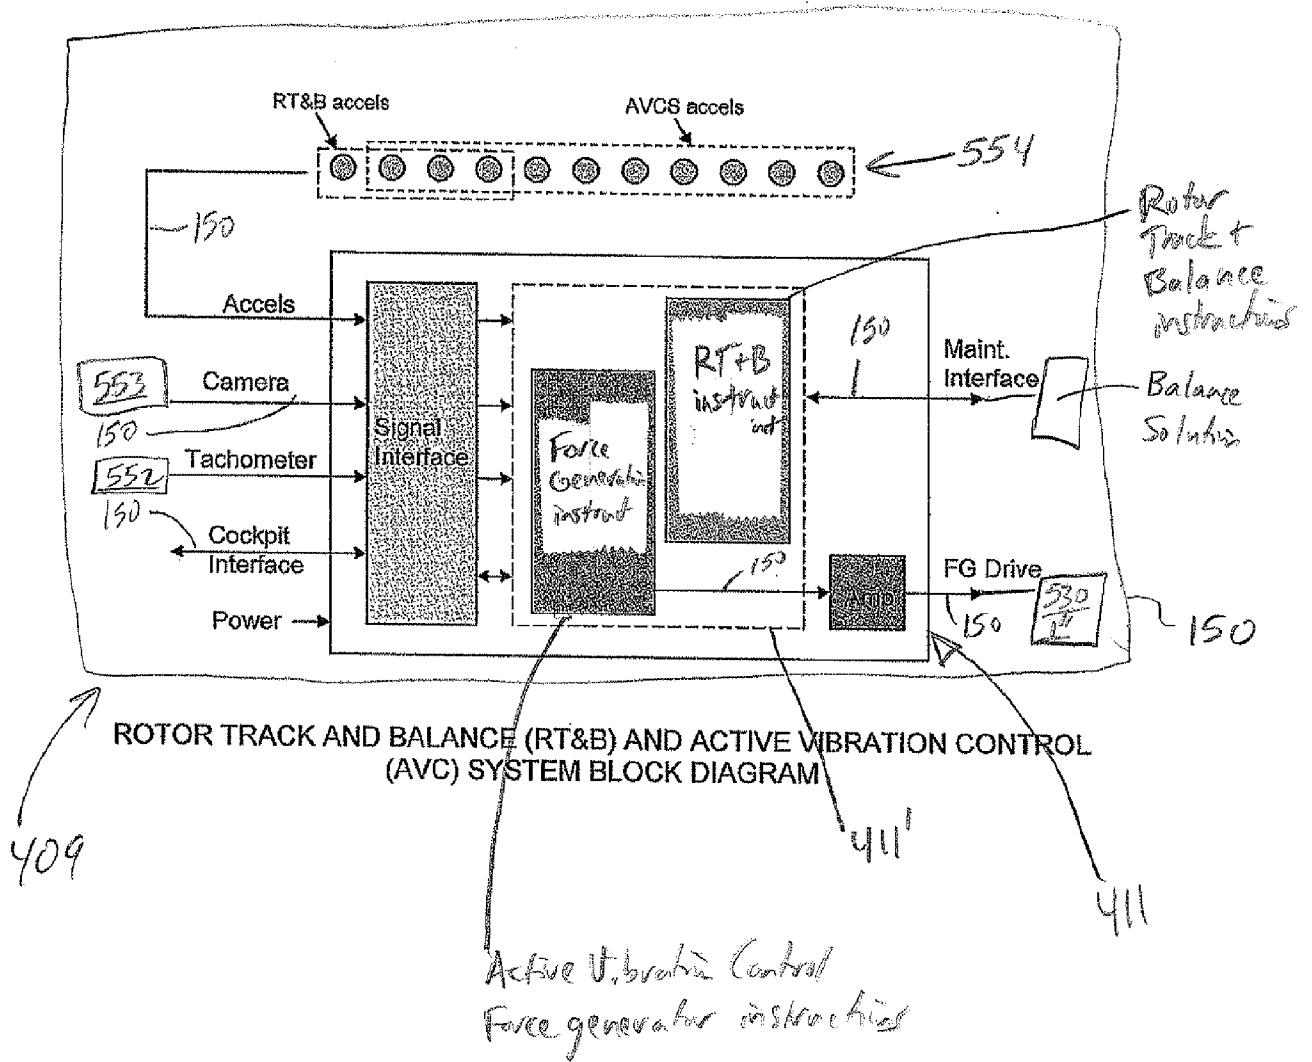 RT&B accels
AVCS accels
554
150
Rotor
Track +
Balance
instructions
Accels
150
RT+B
instruct
Maint.
Interface
553
Camera
150
Signal
Interface
Force
Generation
instruct
Balance
Solution
Tachometer
552
150
Cockpit
Interface
150
FG Drive
530
Amp
150
150
Power
ROTOR TRACK AND BALANCE (RT&B) AND ACTIVE VIBRATION CONTROL
(AVC) SYSTEM BLOCK DIAGRAM
409
411'
411
Active Vibration Control
Force generator instructions